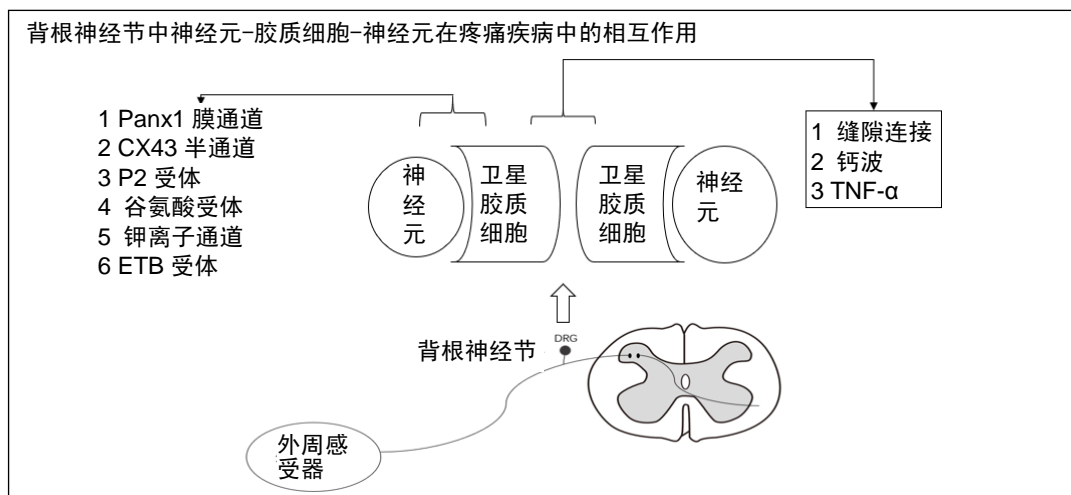 背根神经节中神经元-胶质细胞-神经元在疼痛疾病中的相互作用
1 Panx1 膜通道
2 CX43 半通道
3 P2 受体
4 谷氨酸受体
5 钾离子通道
6 ETB 受体
神
经
元
卫星
胶质
细胞
卫星
胶质
细胞
神经
元
1 缝隙连接
2 钙波
3 TNF-α
DRG
背根神经节
外周感
受器